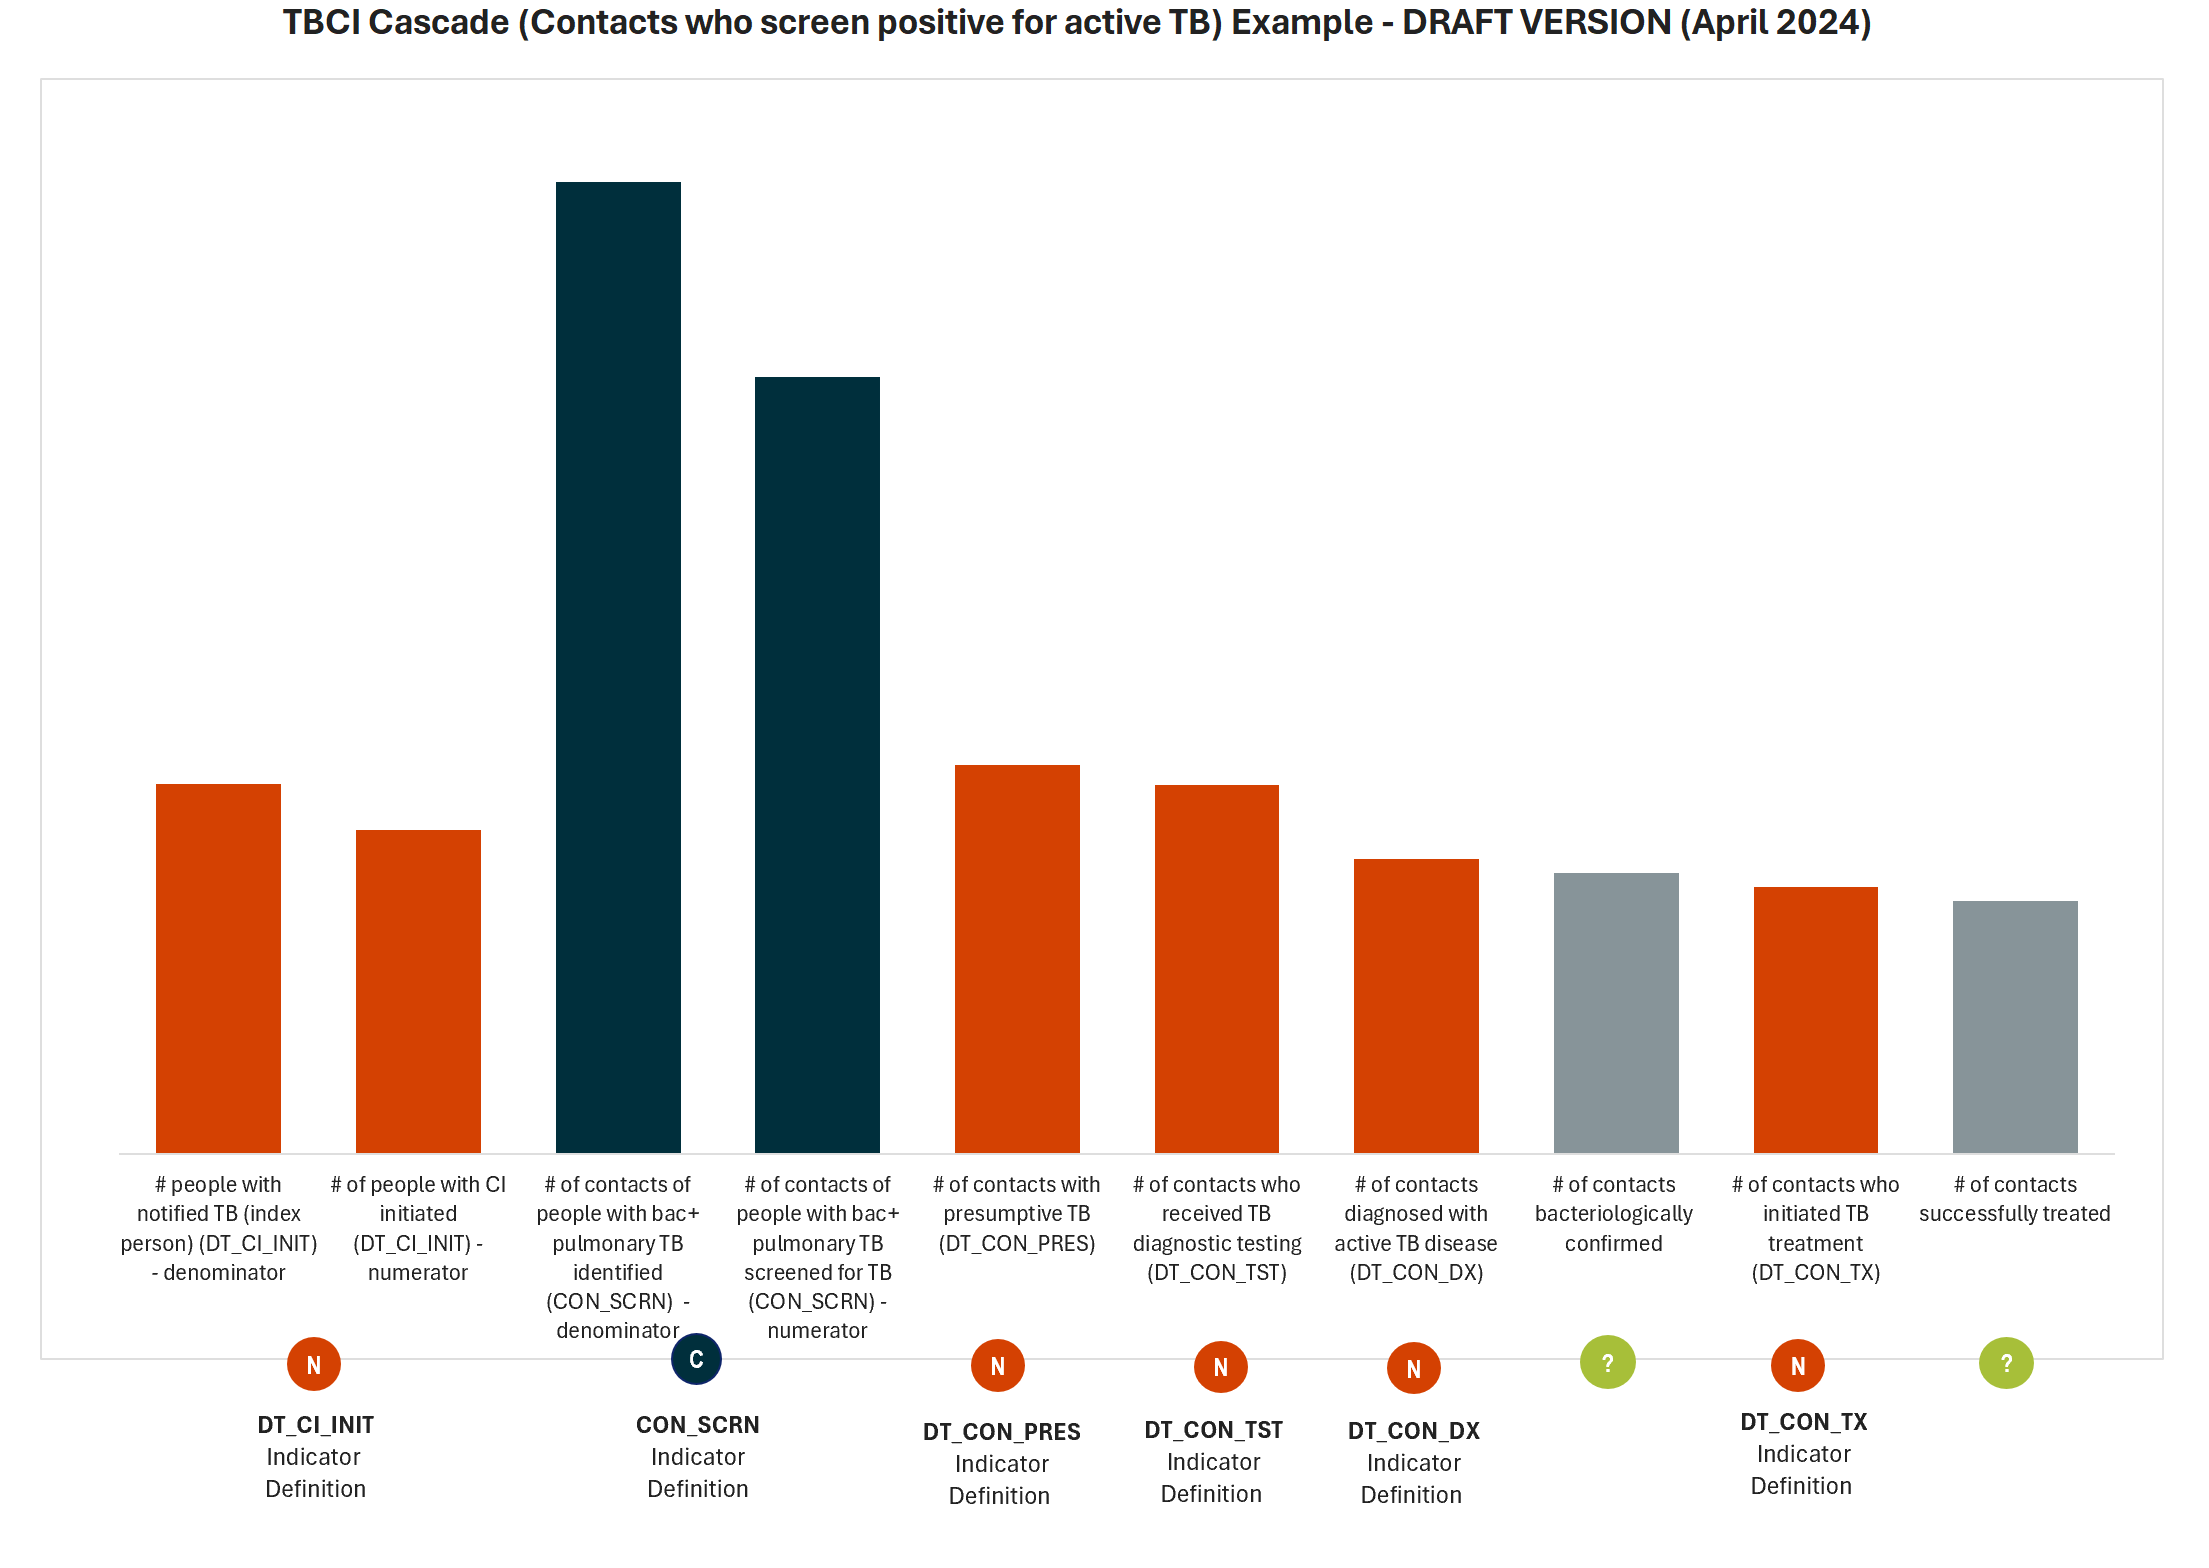 TBCI Cascade (Contacts who screen positive for active TB) Example - DRAFT VERSION (April 2024)
# people with
notified TB (index
person) (DT_CI_INIT)
- denominator
# of people with CI
initiated
(DT_CI_INIT) -
numerator
# of contacts of
people with bac+
pulmonary TB
identified
(CON_SCRN)  -
denominator
# of contacts of
people with bac+
pulmonary TB
screened for TB
(CON_SCRN) -
numerator
# of contacts with
presumptive TB
(DT_CON_PRES)
# of contacts who
received TB
diagnostic testing
(DT_CON_TST)
# of contacts
diagnosed with
active TB disease
(DT_CON_DX)
# of contacts
bacteriologically
confirmed
# of contacts who
initiated TB
treatment
(DT_CON_TX)
# of contacts
successfully treated
N
C
N
N
N
?
N
?
DT_CI_INIT
Indicator
Definition
CON_SCRN
Indicator
Definition
DT_CON_PRES
Indicator
Definition
DT_CON_TST
Indicator
Definition
DT_CON_DX
Indicator
Definition
DT_CON_TX
Indicator
Definition